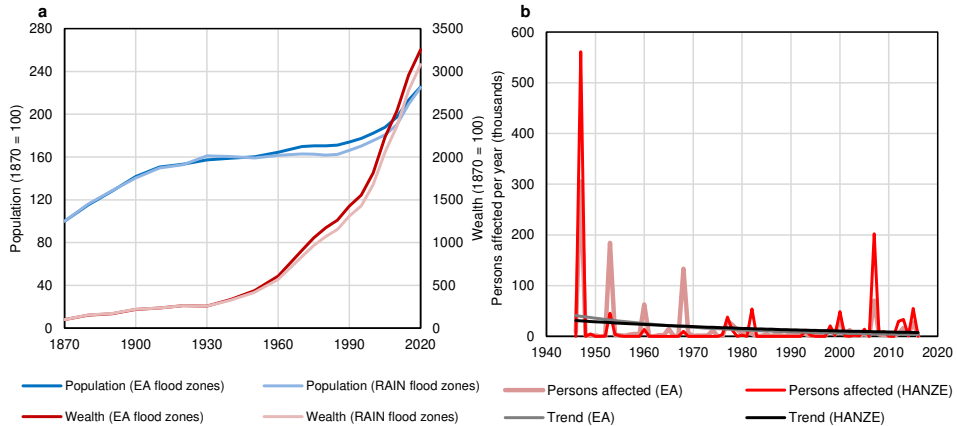 a
280
240
200
160
120
80
40
0
Population (1870 = 100)
3500
3000
2500
2000
1500
1000
500
0
Wealth (1870 = 100)
1870
1900
1930
1960
1990
2020
Population (EA flood zones)
Population (RAIN flood zones)
Wealth (EA flood zones)
Wealth (RAIN flood zones)
b
600
500
400
300
200
100
0
Persons affected per year (thousands)
1940
1950
1960
1970
1980
1990
2000
2010
2020
Persons affected (EA)
Persons affected (HANZE)
Trend (EA)
Trend (HANZE)